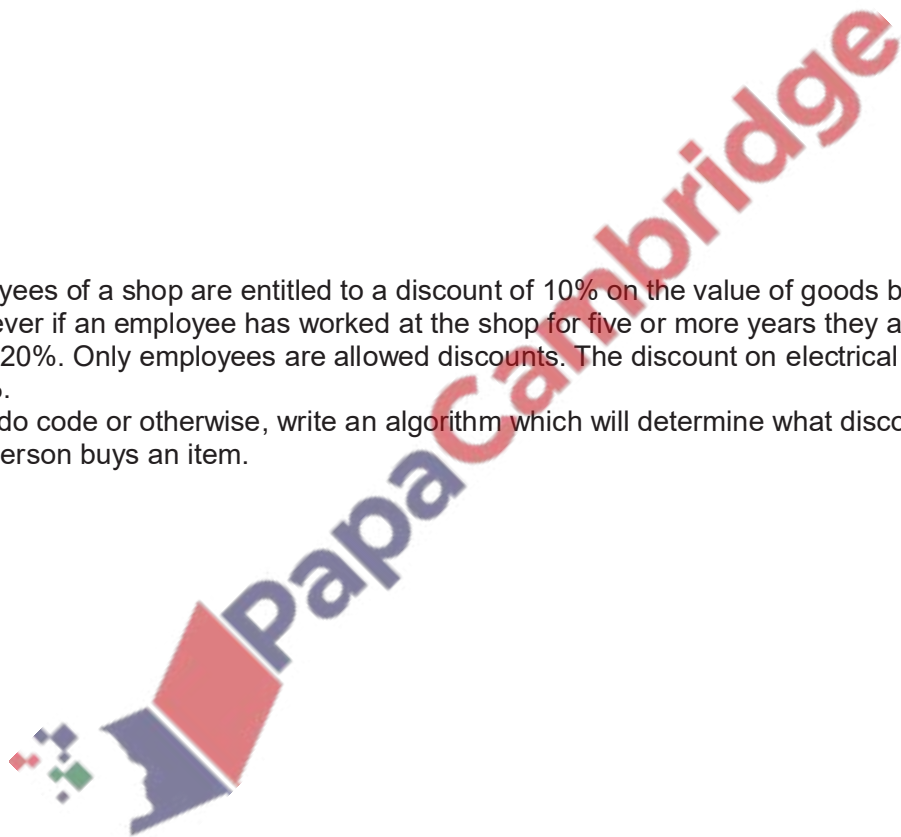 yees of a shop are entitled to a discount of 10% on the value of goods b
ever if an employee has worked at the shop for five or more years they a
20%. Only employees are allowed discounts. The discount on electrical
%.
do code or otherwise, write an algorithm which will determine what disco
erson buys an item.
PapaCambridge